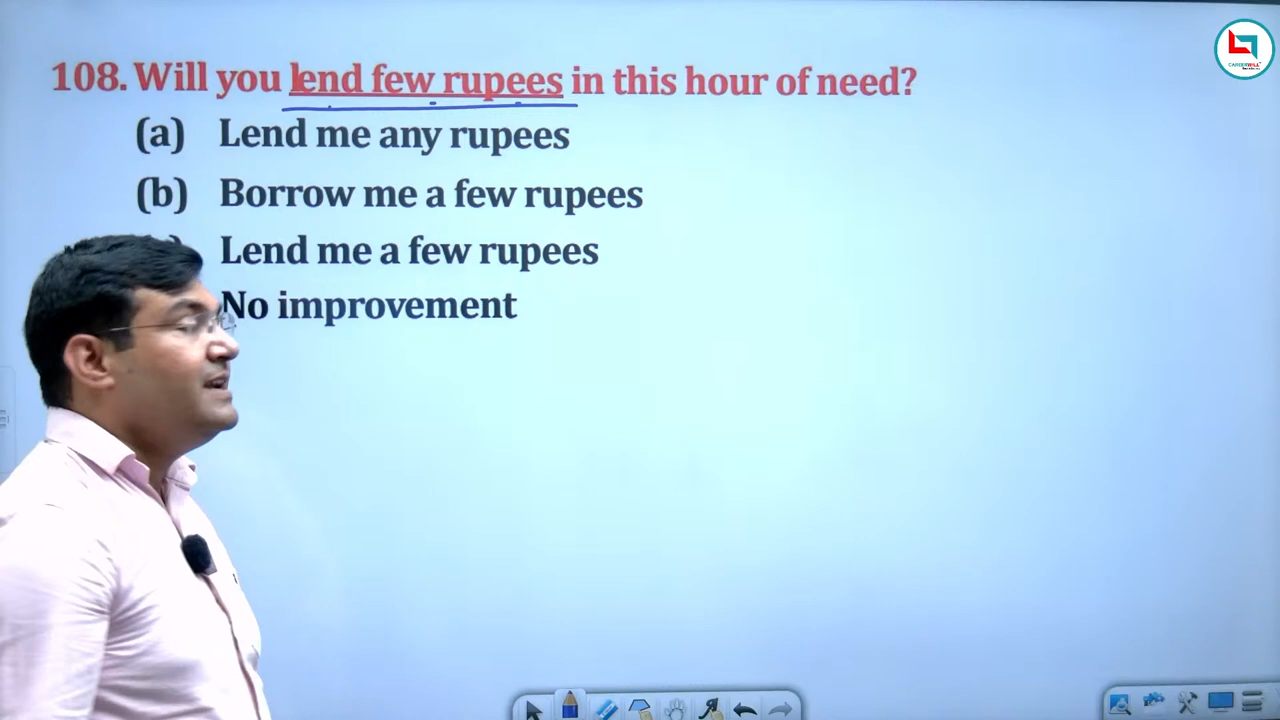 108. Will you lend few rupees in this hour of need?
(a) Lend me any rupees
(b) Borrow me a few rupees
) Lend me a few rupees
No improvement
CAREERWILL